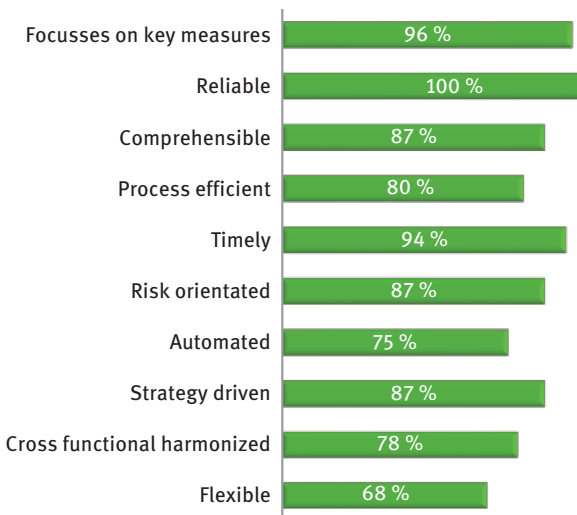 Focusses on key measures 96 %
Reliable 100 %
Comprehensible 87 %
Process efficient 80 %
Timely 94 %
Risk orientated 87 %
Automated 75 %
Strategy driven 87 %
Cross functional harmonized 78 %
Flexible 68 %